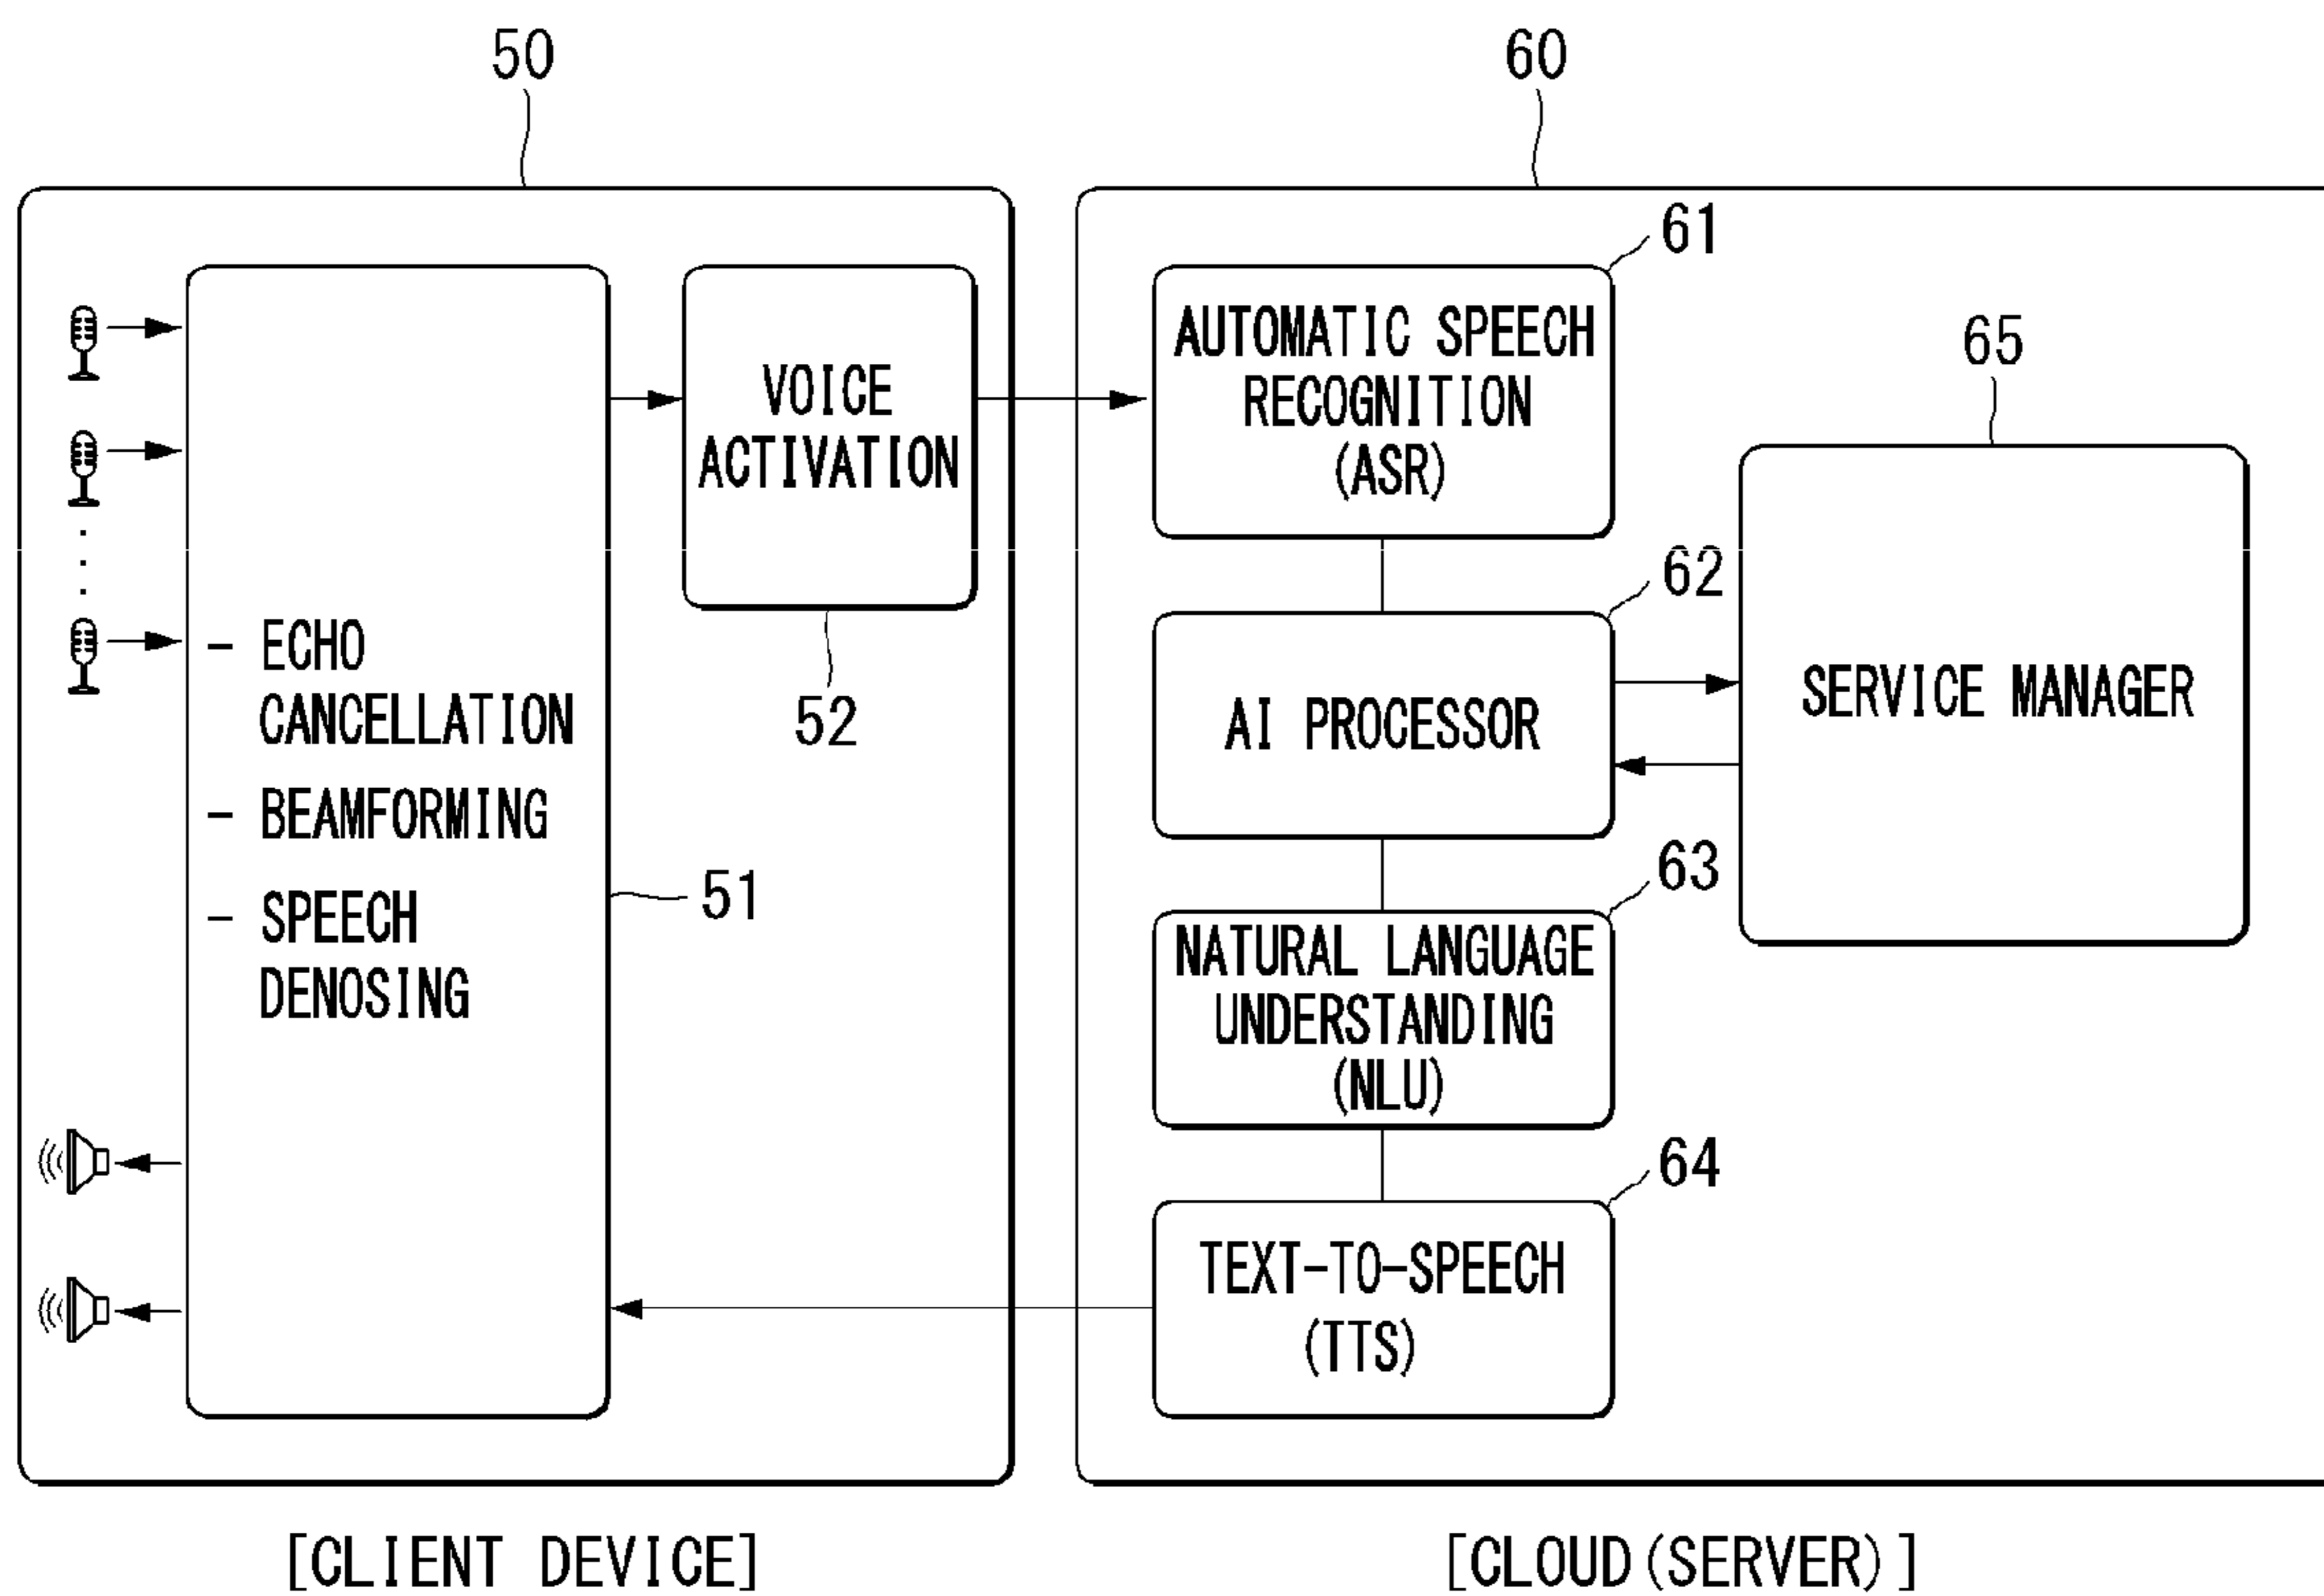 50
60
61
AUTOMATIC SPEECH
RECOGNITION
(ASR)
VOICE
ACTIVATION
65
62
- ECHO
CANCELLATION
52
AI PROCESSOR
SERVICE MANAGER
- BEAMFORMING
63
51
- SPEECH
DENOSING
NATURAL LANGUAGE
UNDERSTANDING
(NLU)
64
TEXT-TO-SPEECH
(TTS)
[CLIENT DEVICE]
[CLOUD(SERVER)]